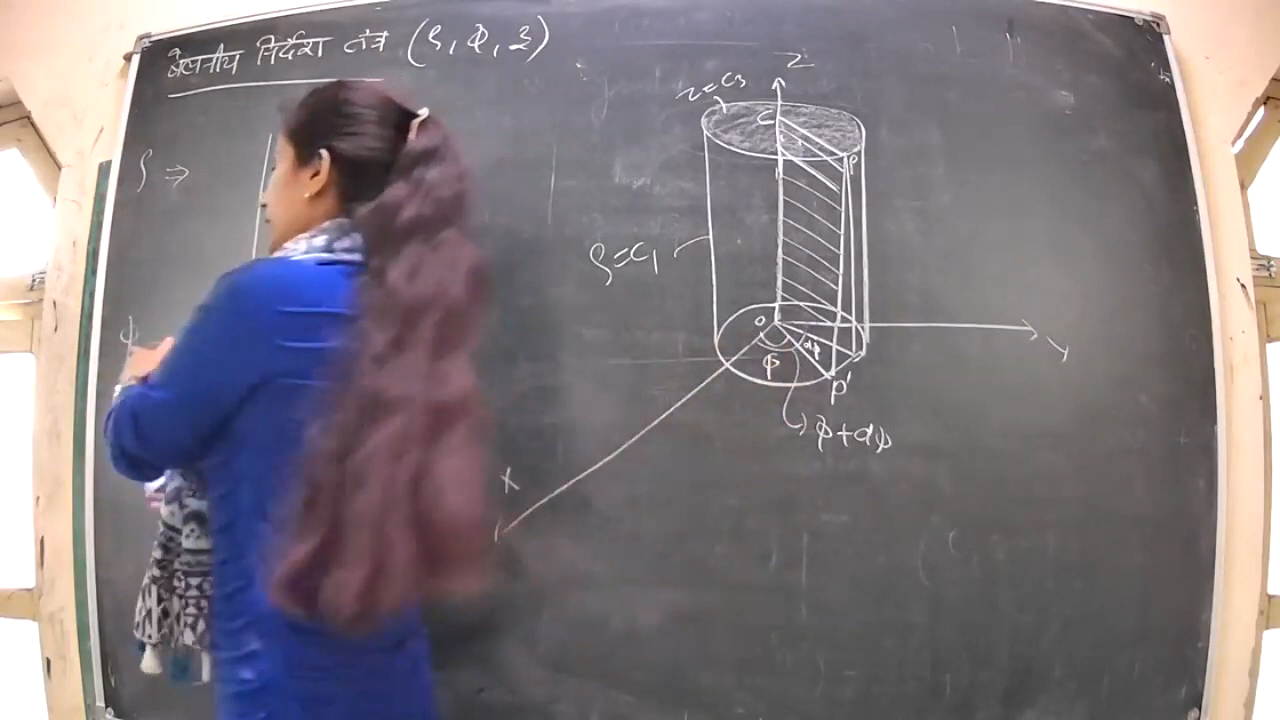 बेलनीय निर्देश तंत्र (ρ, φ, z)
ρ ⇒
φ
Z
z=c3
C
P
ρ=c1
O
Y
dφ
φ
P'
φ+dφ
X